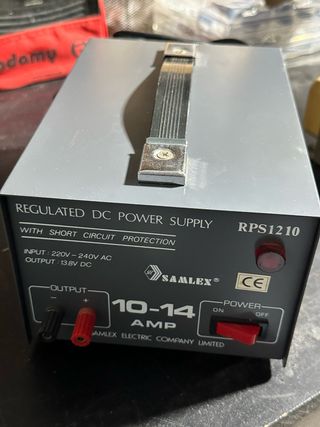 odamy
REGULATED DC POWER SUPPLY
RPS1210
WITH SHORT CIRCUIT PROTECTION
INPUT : 220V - 240V AC
OUTPUT : 13.8V DC
SAMLEX®
CE
OUTPUT
- +
10-14
AMP
POWER
ON OFF
SAMLEX ELECTRIC COMPANY LIMITED